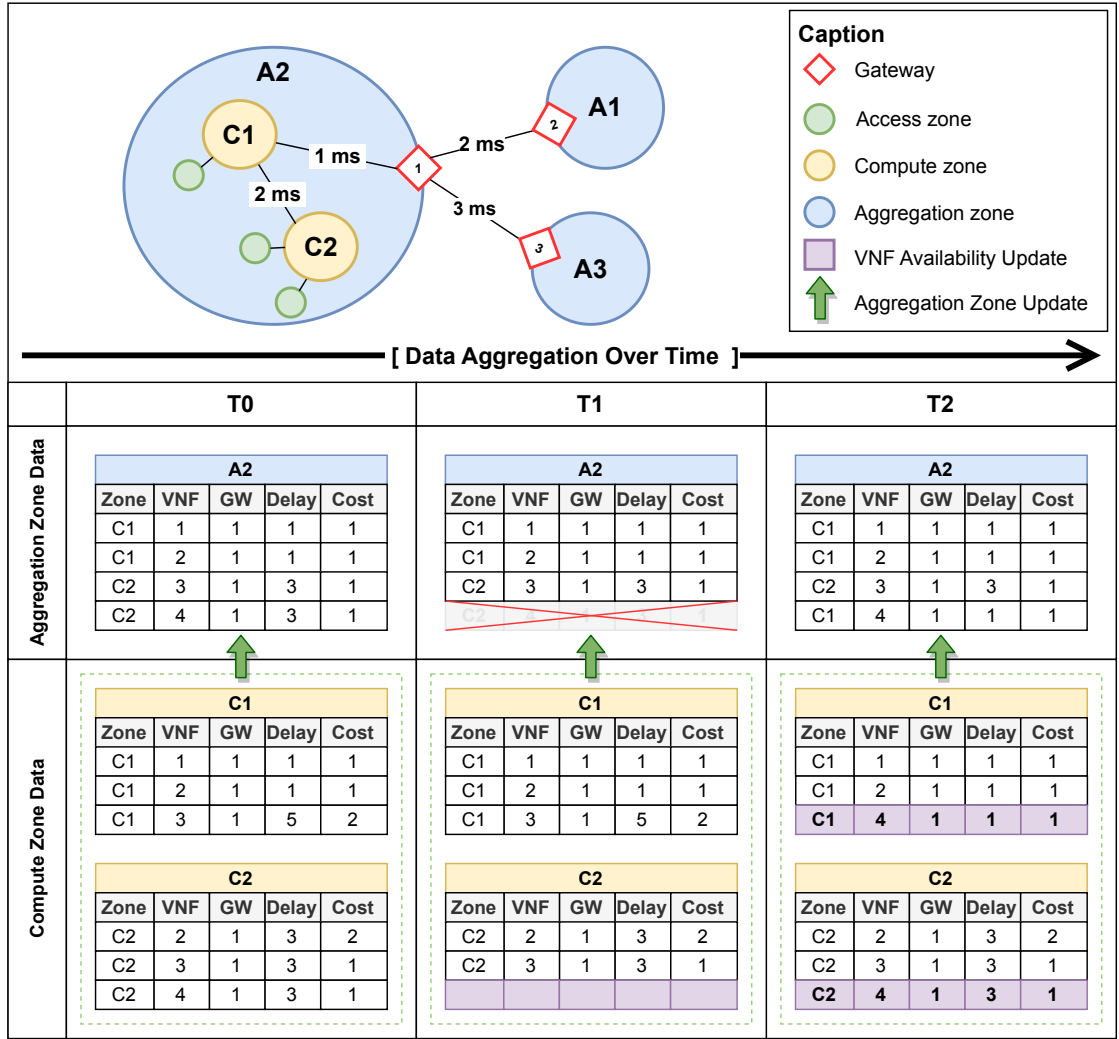 A2
C1
C2
1 ms
2 ms
1
2 ms
3 ms
2
A1
3
A3
Caption
Gateway
Access zone
Compute zone
Aggregation zone
VNF Availability Update
Aggregation Zone Update
[ Data Aggregation Over Time ]
T0 T1 T2
Aggregation Zone Data
A2
Zone VNF GW Delay Cost
C1 1 1 1 1
C1 2 1 1 1
C2 3 1 3 1
C2 4 1 3 1
A2
Zone VNF GW Delay Cost
C1 1 1 1 1
C1 2 1 1 1
C2 3 1 3 1
C2 1 1
A2
Zone VNF GW Delay Cost
C1 1 1 1 1
C1 2 1 1 1
C2 3 1 3 1
C1 4 1 1 1
Compute Zone Data
C1
Zone VNF GW Delay Cost
C1 1 1 1 1
C1 2 1 1 1
C1 3 1 5 2
C2
Zone VNF GW Delay Cost
C2 2 1 3 2
C2 3 1 3 1
C2 4 1 3 1
C1
Zone VNF GW Delay Cost
C1 1 1 1 1
C1 2 1 1 1
C1 3 1 5 2
C2
Zone VNF GW Delay Cost
C2 2 1 3 2
C2 3 1 3 1
C1
Zone VNF GW Delay Cost
C1 1 1 1 1
C1 2 1 1 1
C1 4 1 1 1
C2
Zone VNF GW Delay Cost
C2 2 1 3 2
C2 3 1 3 1
C2 4 1 3 1